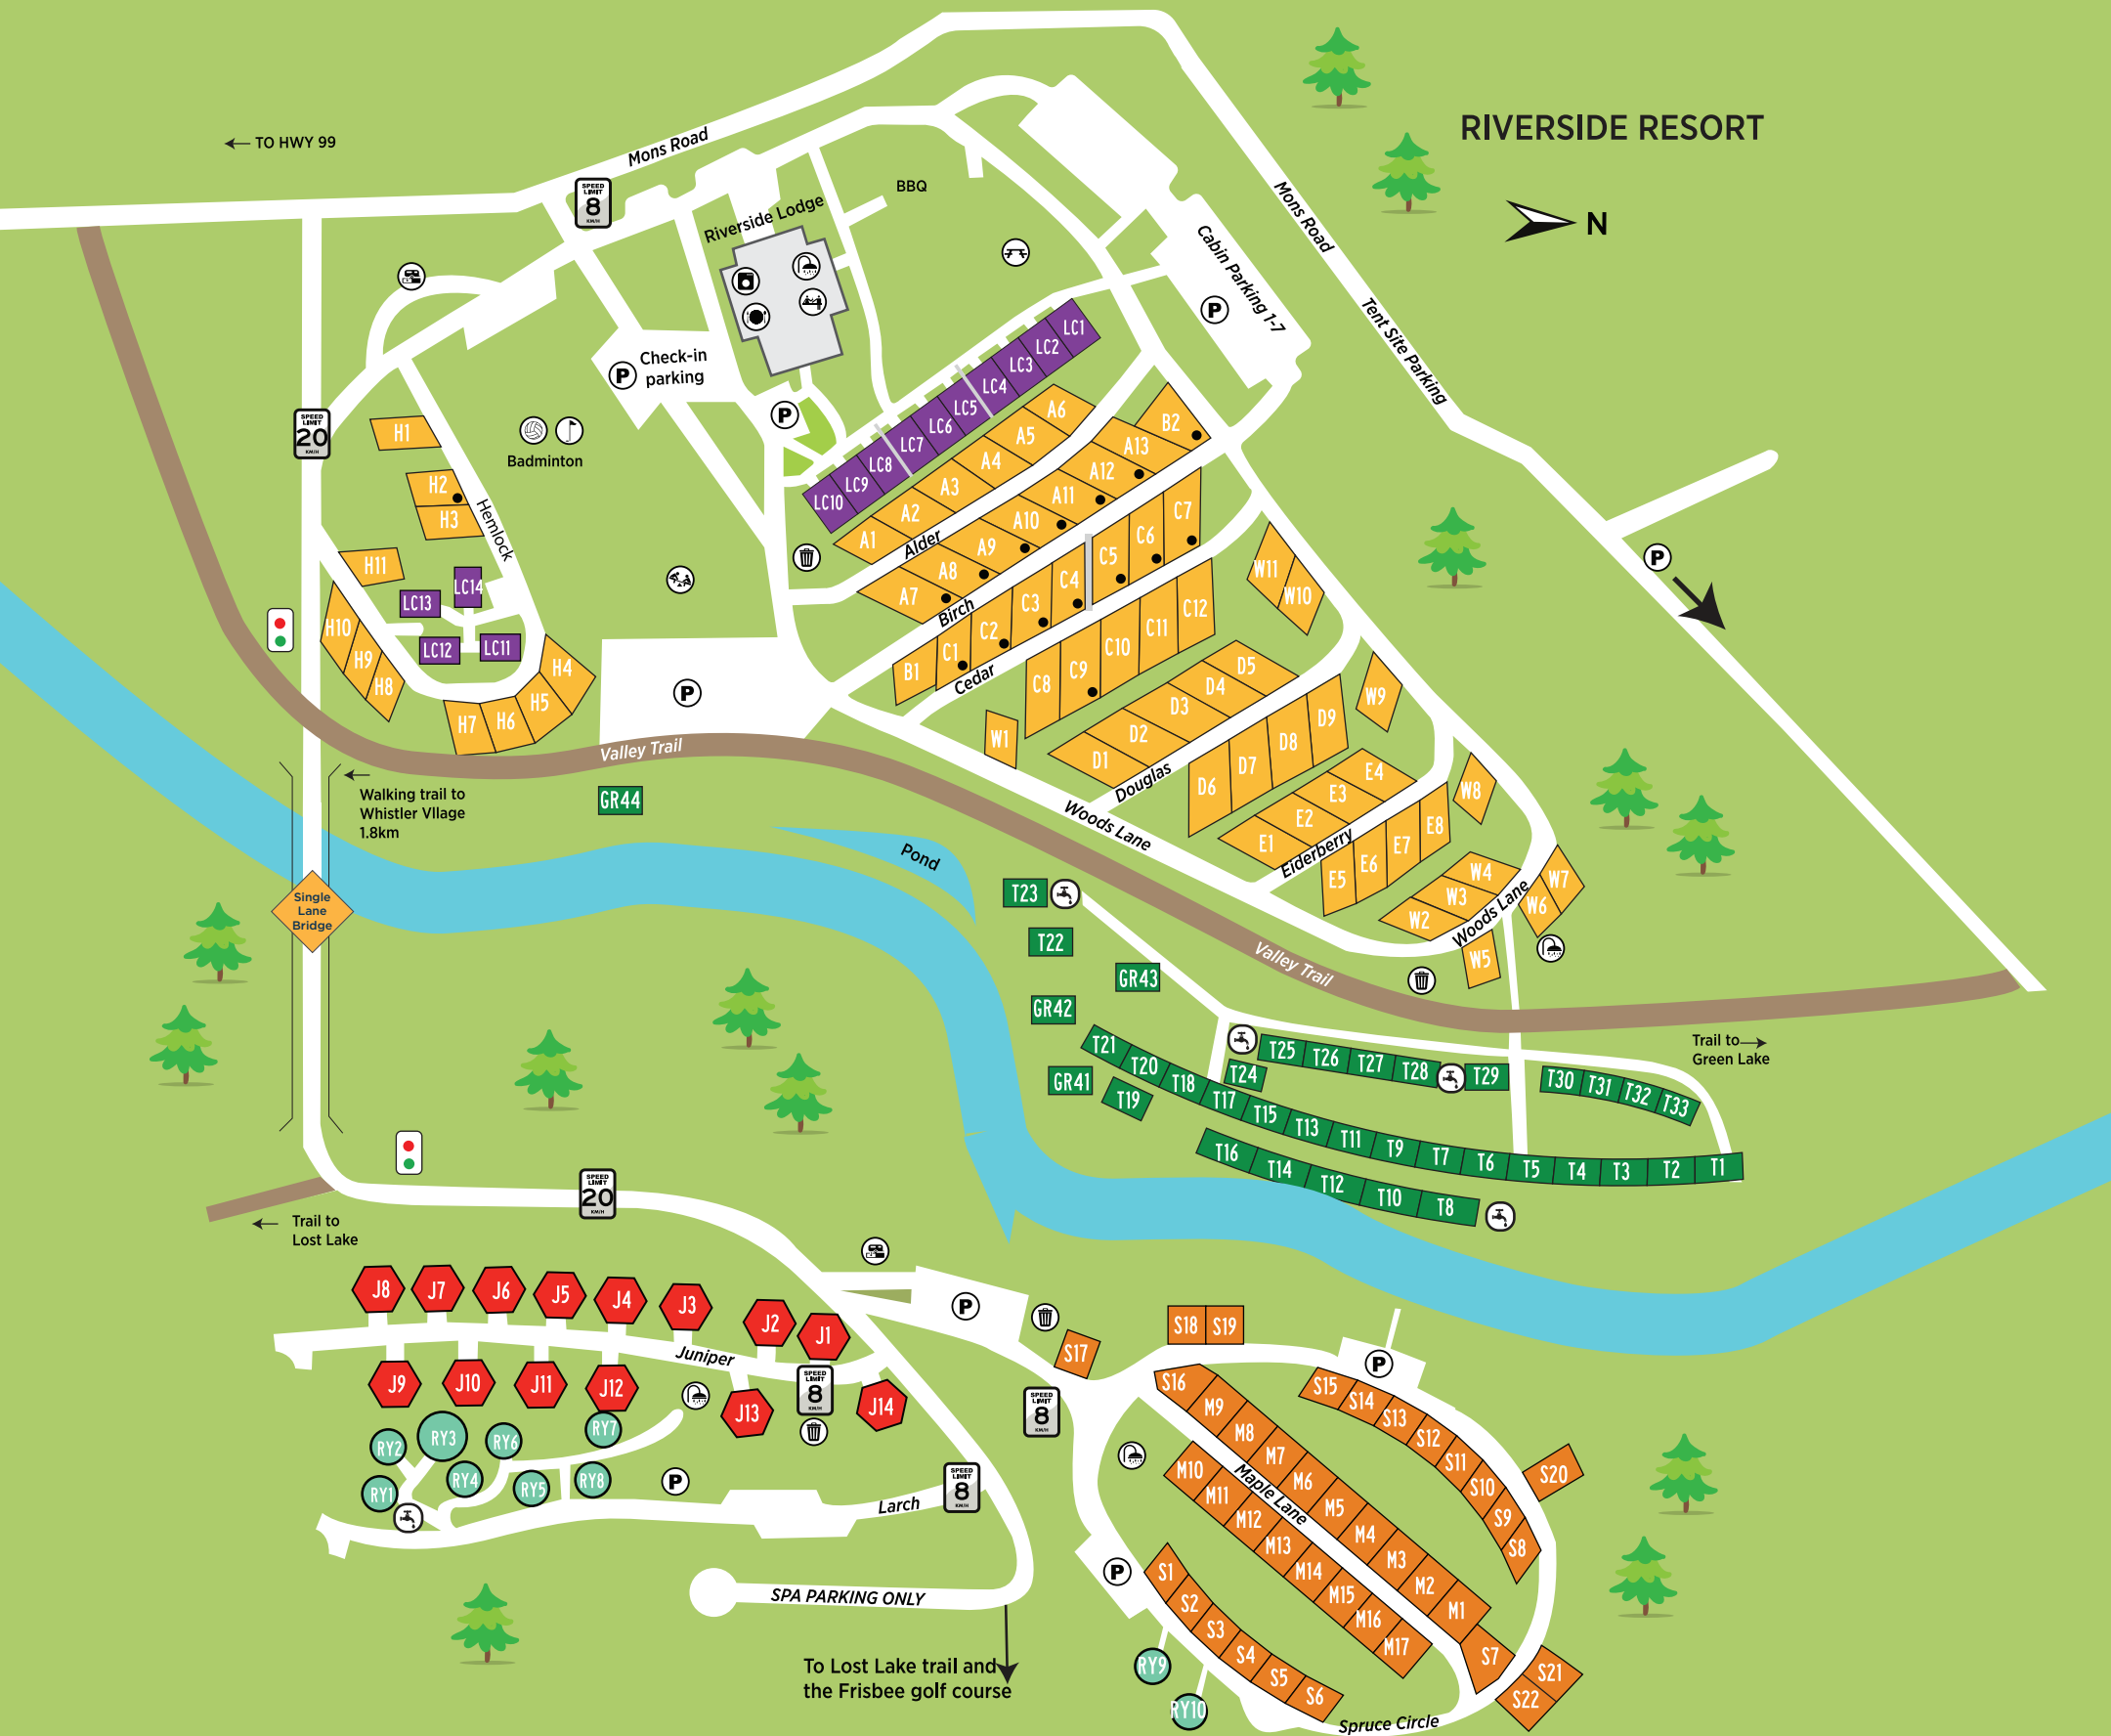 RIVERSIDE RESORT
N
TO HWY 99
Mons Road
SPEED
LIMIT
8
KM/H
BBQ
Riverside Lodge
Mons Road
Cabin Parking 1-7
P
Tent Site Parking
P
Check-in
parking
P
P
SPEED
LIMIT
20
KM/H
Badminton
Hemlock
H1
H2
H3
H11
H10
H9
H8
H7
H6
H5
H4
LC14
LC13
LC12
LC11
LC1
LC2
LC3
LC4
LC5
LC6
LC7
LC8
LC9
LC10
A6
A5
A4
A3
A2
A1
Alder
B2
A13
A12
A11
A10
A9
A8
A7
Birch
C7
C6
C5
C4
C3
C2
C1
B1
Cedar
C12
C11
C10
C9
C8
W11
W10
W9
W8
W1
D5
D4
D3
D2
D1
Douglas
D9
D8
D7
D6
E4
E3
E2
E1
Eiderberry
E8
E7
E6
E5
W4
W3
W2
W7
W6
W5
Woods Lane
Woods Lane
P
Valley Trail
Valley Trail
Walking trail to
Whistler VIlage
1.8km
GR44
Pond
Single
Lane
Bridge
T23
T22
GR43
GR42
GR41
T21
T20
T19
T18
T17
T15
T13
T11
T9
T7
T6
T5
T4
T3
T2
T1
T24
T25
T26
T27
T28
T29
T30
T31
T32
T33
T16
T14
T12
T10
T8
Trail to
Green Lake
Trail to
Lost Lake
SPEED
LIMIT
20
KM/H
J8
J7
J6
J5
J4
J3
J2
J1
Juniper
J9
J10
J11
J12
J13
J14
SPEED
LIMIT
8
KM/H
P
SPEED
LIMIT
8
KM/H
RY2
RY3
RY6
RY7
RY1
RY4
RY5
RY8
P
Larch
SPEED
LIMIT
8
KM/H
SPA PARKING ONLY
To Lost Lake trail and
the Frisbee golf course
S17
S18
S19
P
S16
M9
M8
M7
M6
M5
M4
M3
M2
M1
Maple Lane
M10
M11
M12
M13
M14
M15
M16
M17
S15
S14
S13
S12
S11
S10
S9
S8
S20
S7
S21
S22
P
S1
S2
S3
S4
S5
S6
RY9
RY10
Spruce Circle